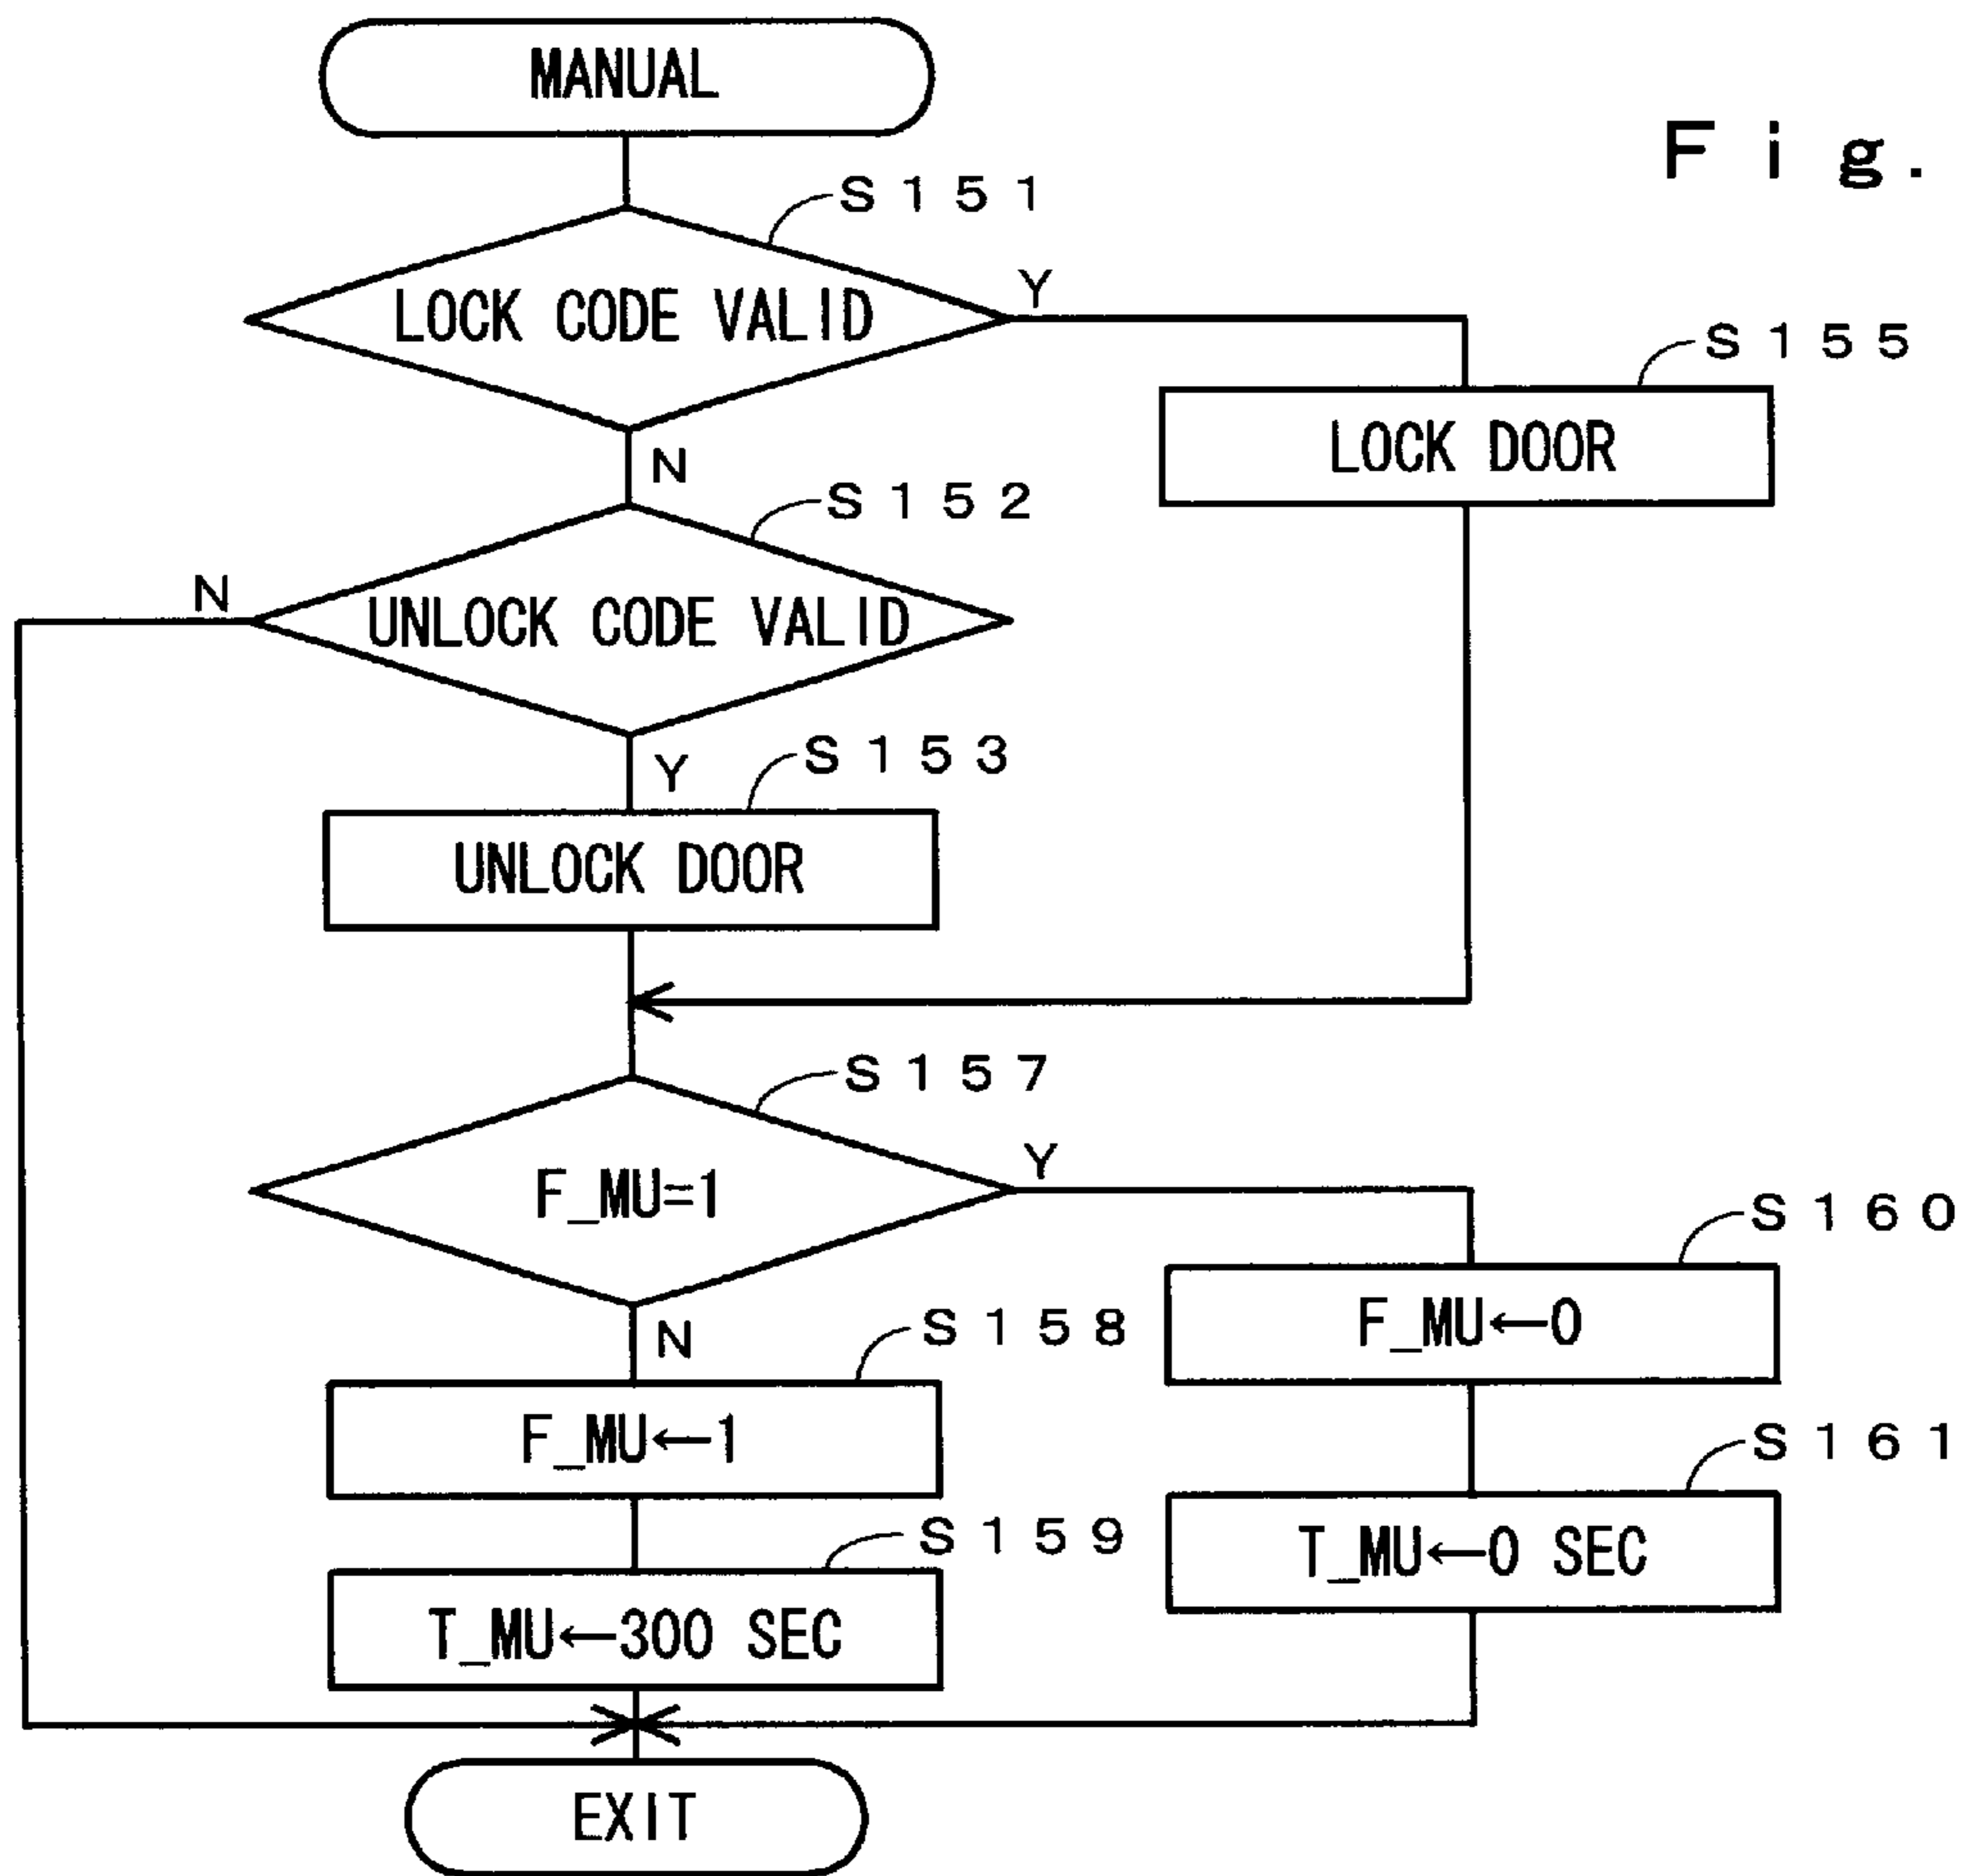 MANUAL
Fig.
S151
LOCK CODE VALID
Y
S155
LOCK DOOR
N
S152
N
UNLOCK CODE VALID
Y
S153
UNLOCK DOOR
S157
F_MU=1
Y
S160
F_MU←0
N
S158
F_MU←1
S161
T_MU←0 SEC
S159
T_MU←300 SEC
EXIT